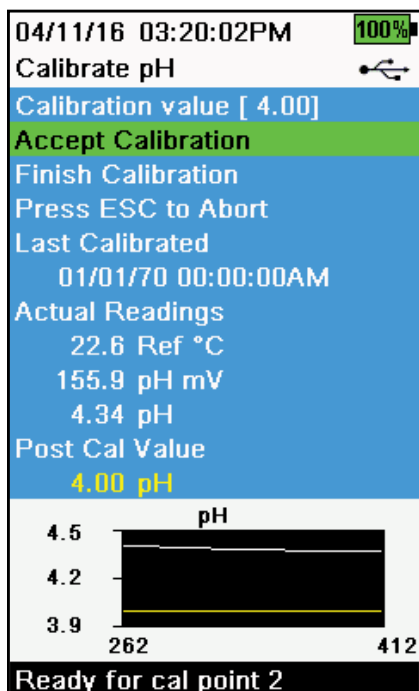 04/11/16 03:20:02PM 100%
Calibrate pH
Calibration value [ 4.00]
Accept Calibration
Finish Calibration
Press ESC to Abort
Last Calibrated
01/01/70 00:00:00AM
Actual Readings
22.6 Ref °C
155.9 pH mV
4.34 pH
Post Cal Value
4.00 pH
pH
4.5
4.2
3.9
262 412
Ready for cal point 2